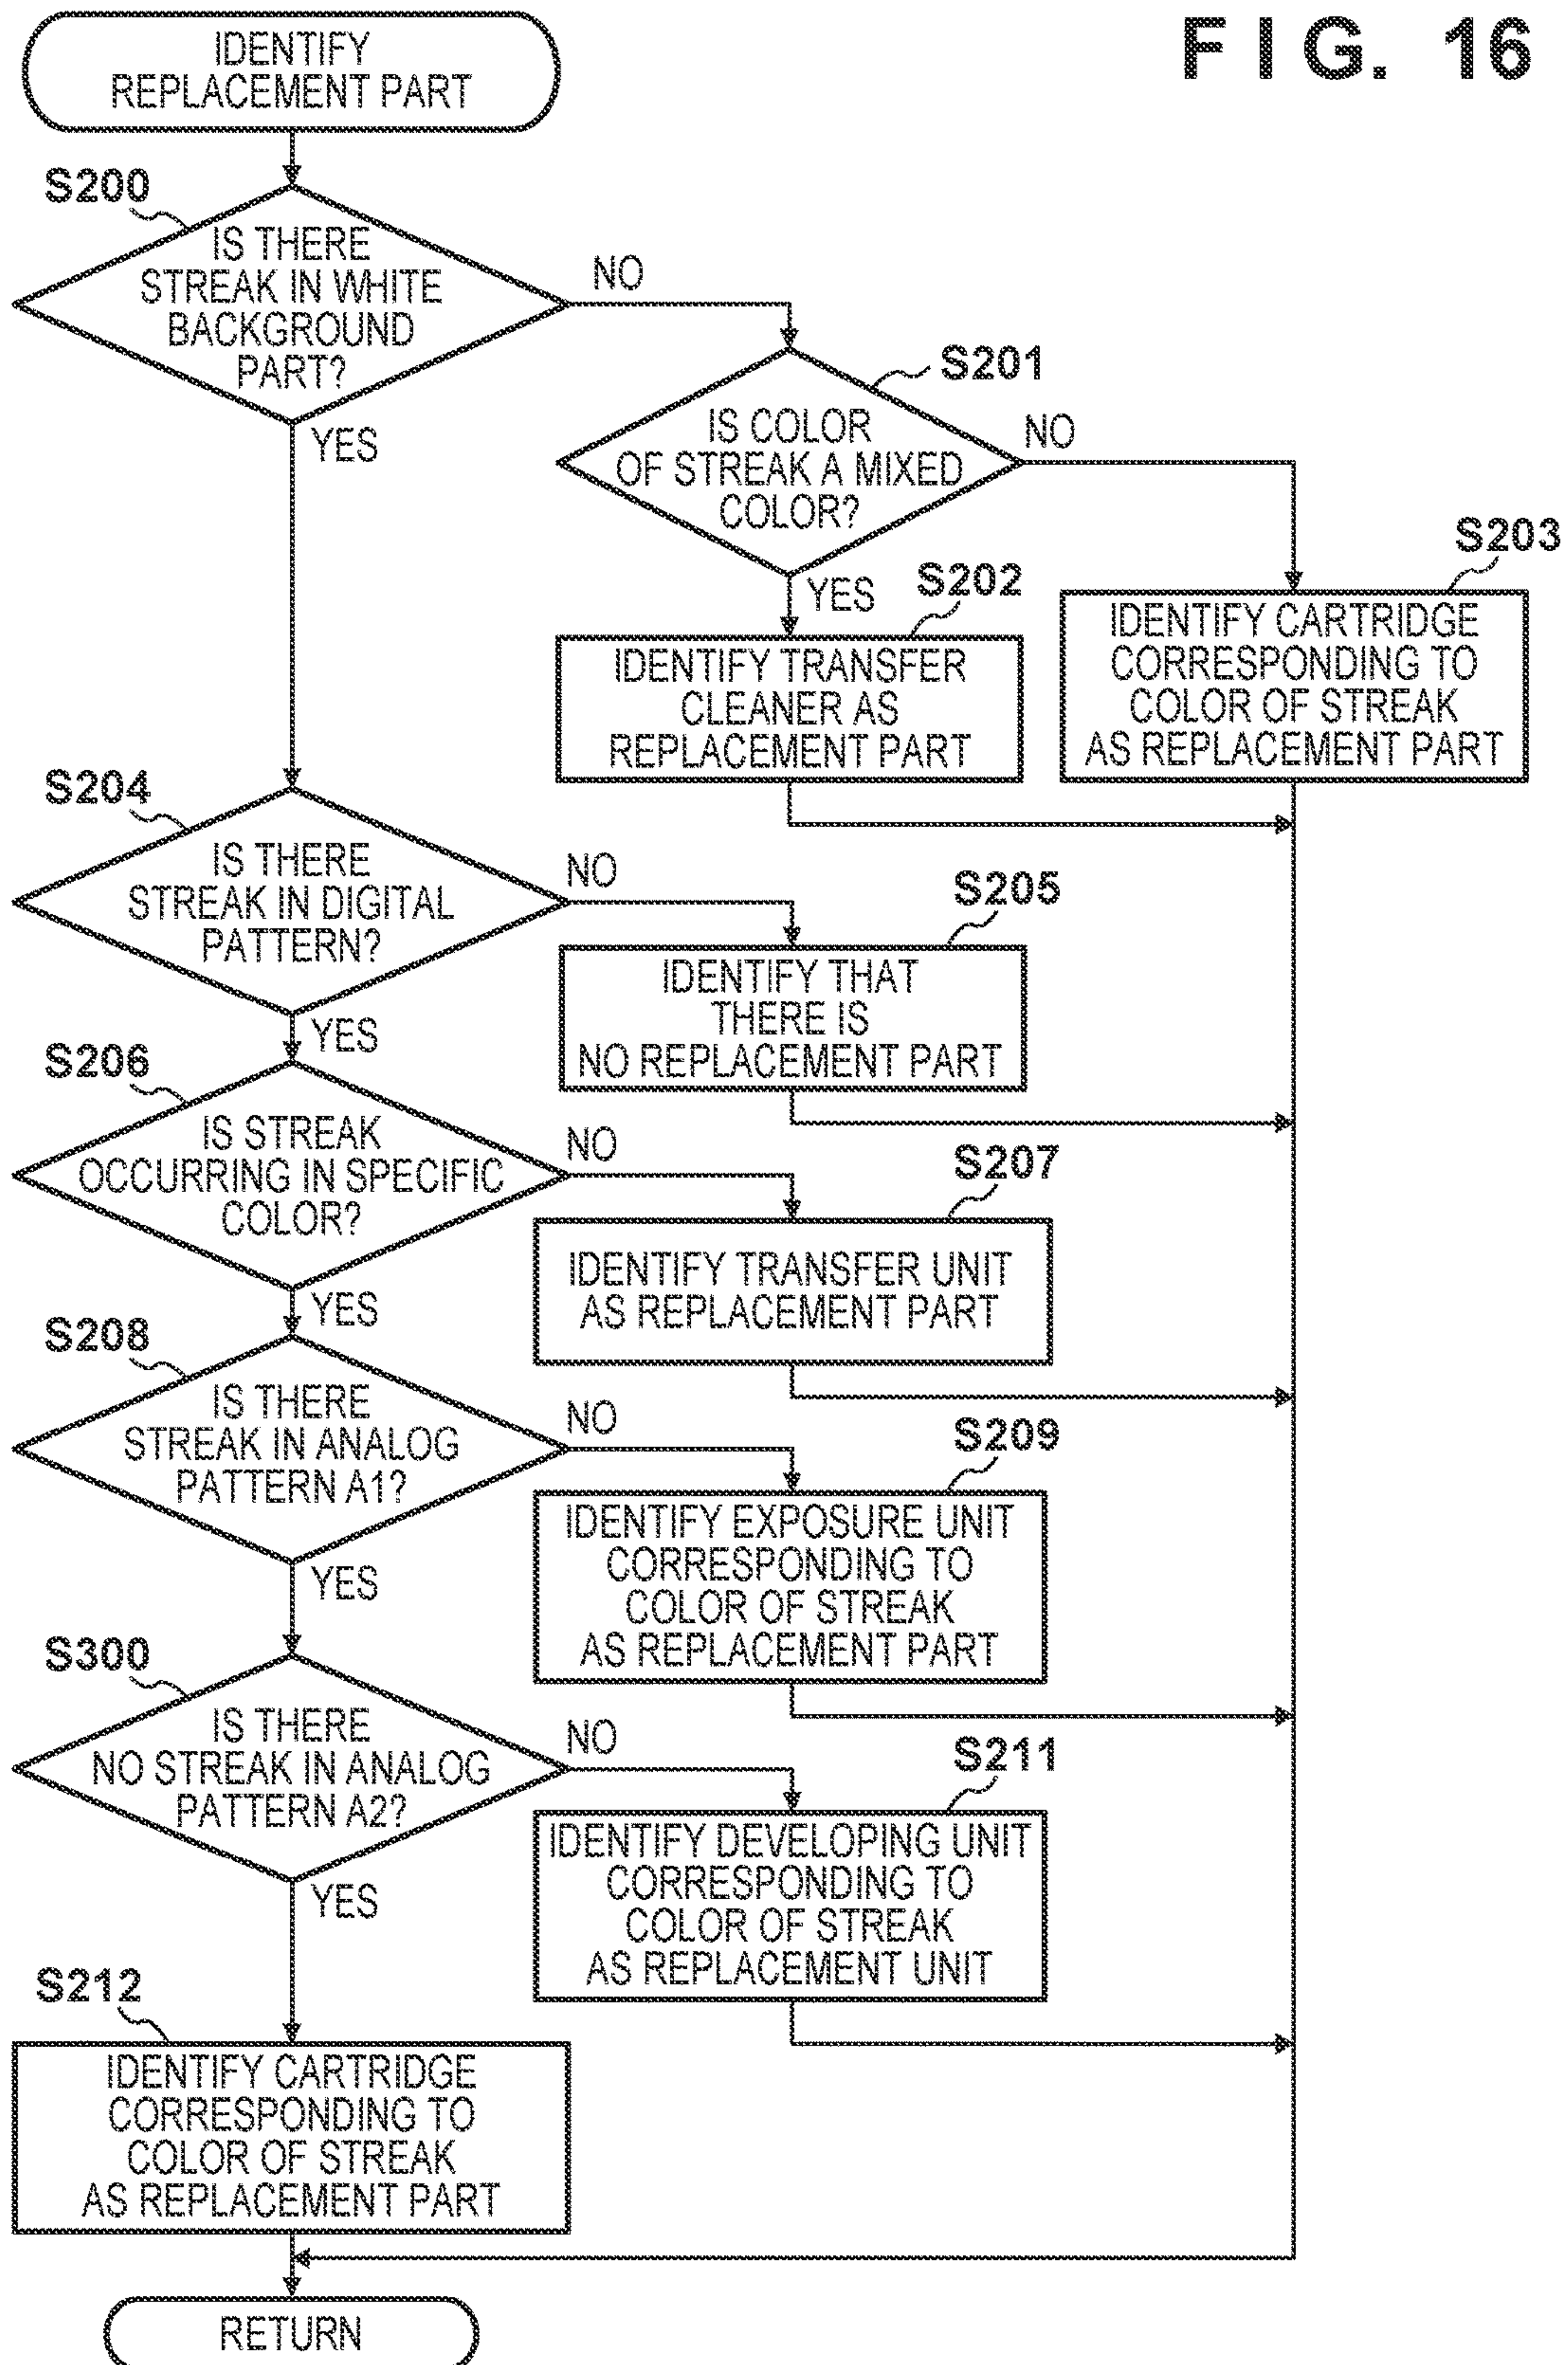 FIG. 16
IDENTIFY
REPLACEMENT PART
S200
IS THERE
STREAK IN WHITE
BACKGROUND
PART?
NO
YES
S201
IS COLOR
OF STREAK A MIXED
COLOR?
NO
YES
S202
IDENTIFY TRANSFER
CLEANER AS
REPLACEMENT PART
S203
IDENTIFY CARTRIDGE
CORRESPONDING TO
COLOR OF STREAK
AS REPLACEMENT PART
S204
IS THERE
STREAK IN DIGITAL
PATTERN?
NO
YES
S205
IDENTIFY THAT
THERE IS
NO REPLACEMENT PART
S206
IS STREAK
OCCURRING IN SPECIFIC
COLOR?
NO
YES
S207
IDENTIFY TRANSFER UNIT
AS REPLACEMENT PART
S208
IS THERE
STREAK IN ANALOG
PATTERN A1?
NO
YES
S209
IDENTIFY EXPOSURE UNIT
CORRESPONDING TO
COLOR OF STREAK
AS REPLACEMENT PART
S300
IS THERE
NO STREAK IN ANALOG
PATTERN A2?
NO
YES
S211
IDENTIFY DEVELOPING UNIT
CORRESPONDING TO
COLOR OF STREAK
AS REPLACEMENT UNIT
S212
IDENTIFY CARTRIDGE
CORRESPONDING TO
COLOR OF STREAK
AS REPLACEMENT PART
RETURN